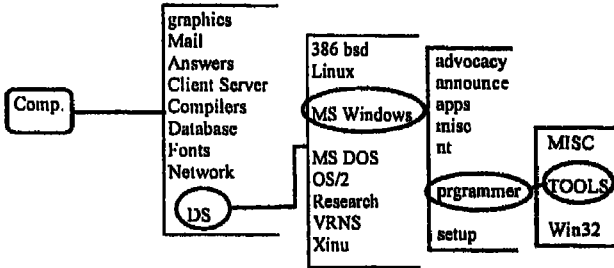 Comp.
graphics
Mail
Answers
Client Server
Compilers
Database
Fonts
Network
DS
386 bsd
Linux
MS Windows
MS DOS
OS/2
Research
VRNS
Xinu
advocacy
announce
apps
misc
nt
prgrammer
setup
MISC
TOOLS
Win32